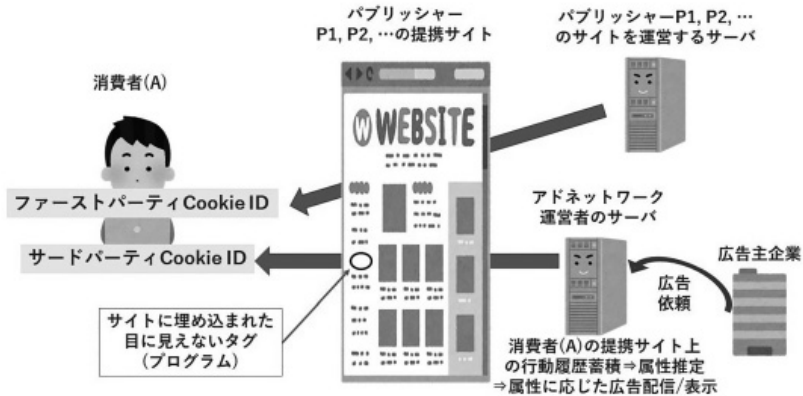 パブリッシャー
P1, P2, …の提携サイト
パブリッシャーP1, P2, …
のサイトを運営するサーバ
消費者(A)
WEBSITE
W
ファーストパーティCookie ID
サードパーティCookie ID
アドネットワーク
運営者のサーバ
広告主企業
広告
依頼
サイトに埋め込まれた
目に見えないタグ
(プログラム)
消費者(A)の提携サイト上
の行動履歴蓄積⇒属性推定
⇒属性に応じた広告配信/表示